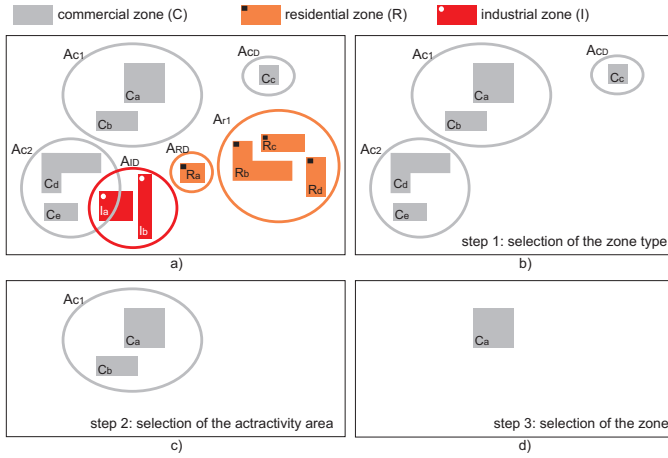 commercial zone (C) residential zone (R) industrial zone (I)
Ac1
ACD
Ca
Cc
Cb
Ar1
Ac2
AID
ARD
Rc
Cd
Ra
Rb
Rd
Ce
Ia
Ib
a)
Ac1
ACD
Ca
Cc
Cb
Ac2
Cd
Ce
step 1: selection of the zone type
b)
Ac1
Ca
Cb
step 2: selection of the actractivity area
c)
Ca
step 3: selection of the zone
d)